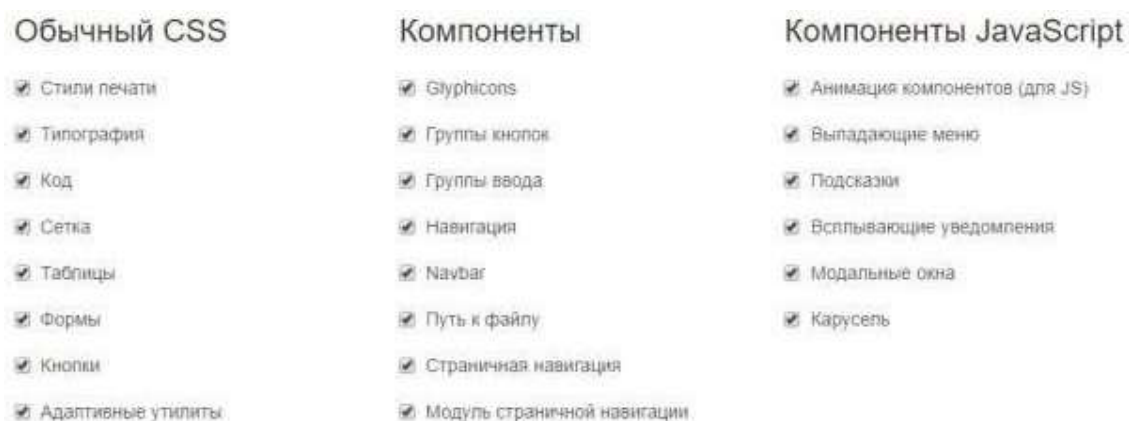 Обычный CSS
Стили печати
Типография
Код
Сетка
Таблицы
Формы
Кнопки
Адаптивные утилиты
Компоненты
Glyphicons
Группы кнопок
Группы ввода
Навигация
Navbar
Путь к файлу
Страничная навигация
Модуль страничной навигации
Компоненты JavaScript
Анимация компонентов (для JS)
Выпадающие меню
Подсказки
Всплывающие уведомления
Модальные окна
Карусель